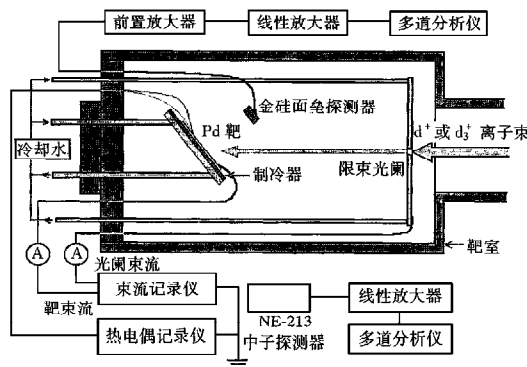 前置放大器
线性放大器
多道分析仪
金硅面垒探测器
Pd 靶
d⁺ 或 d₃⁺ 离子束
冷却水
制冷器
限束光阑
靶室
A
A
光阑束流
束流记录仪
靶束流
热电偶记录仪
NE-213
中子探测器
线性放大器
多道分析仪